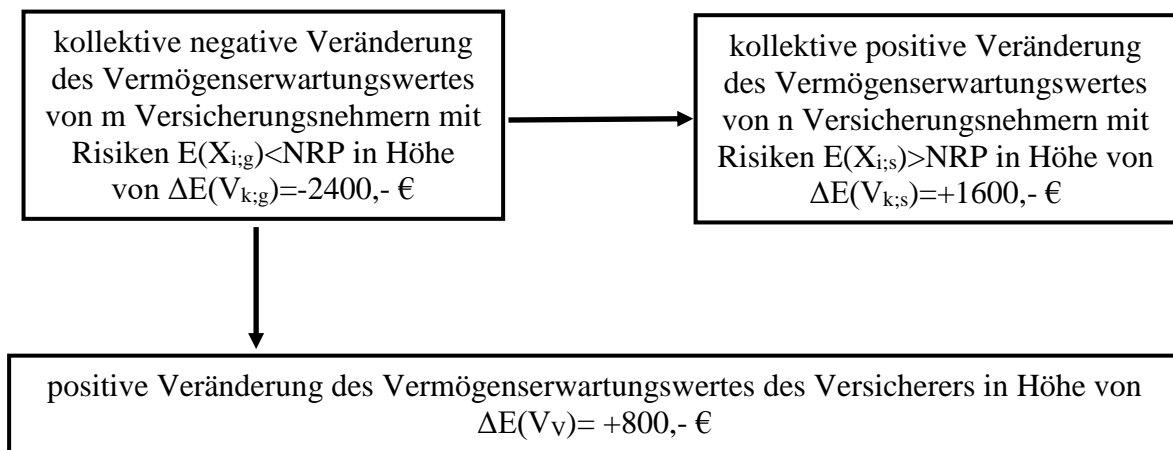 kollektive negative Veränderung
des Vermögenserwartungswertes
von m Versicherungsnehmern mit
Risiken E(Xi;g)<NRP in Höhe
von ΔE(Vk;g)=-2400,- €
kollektive positive Veränderung
des Vermögenserwartungswertes
von n Versicherungsnehmern mit
Risiken E(Xi;s)>NRP in Höhe von
ΔE(Vk;s)=+1600,- €
positive Veränderung des Vermögenserwartungswertes des Versicherers in Höhe von
ΔE(VV)= +800,- €